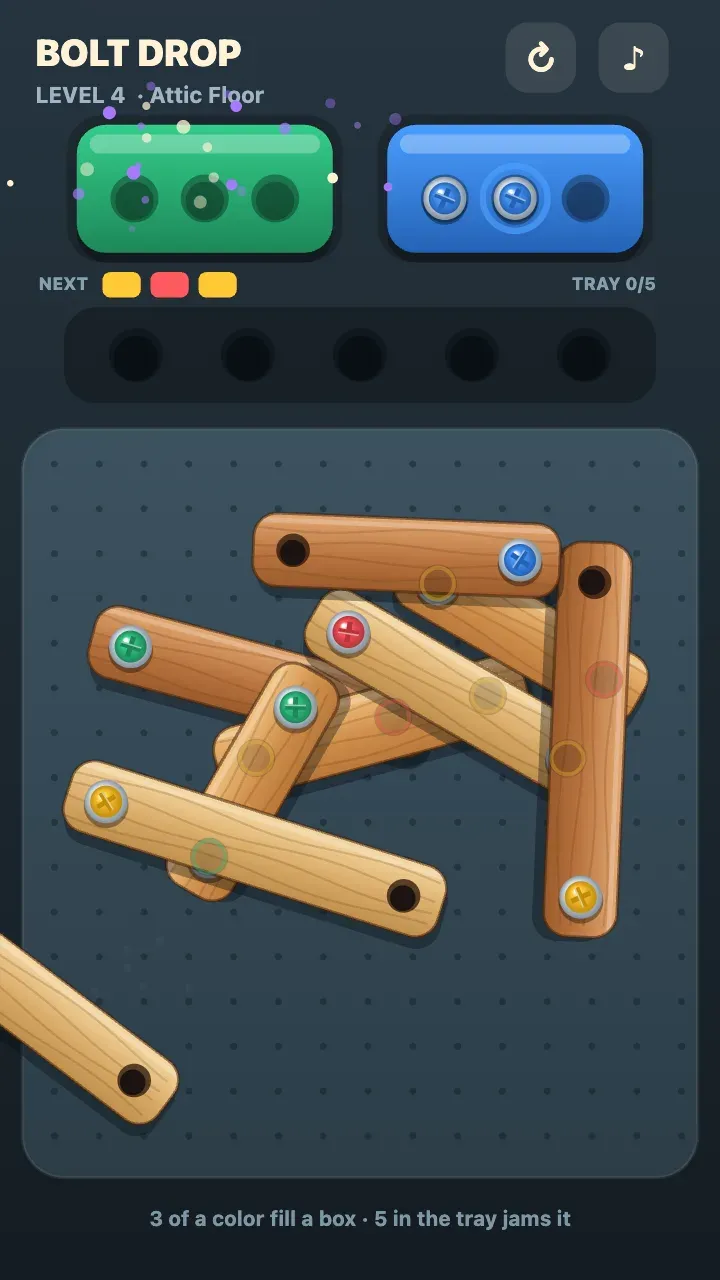 BOLT DROP
LEVEL 4 · Attic Floor
NEXT
TRAY 0/5
3 of a color fill a box · 5 in the tray jams it